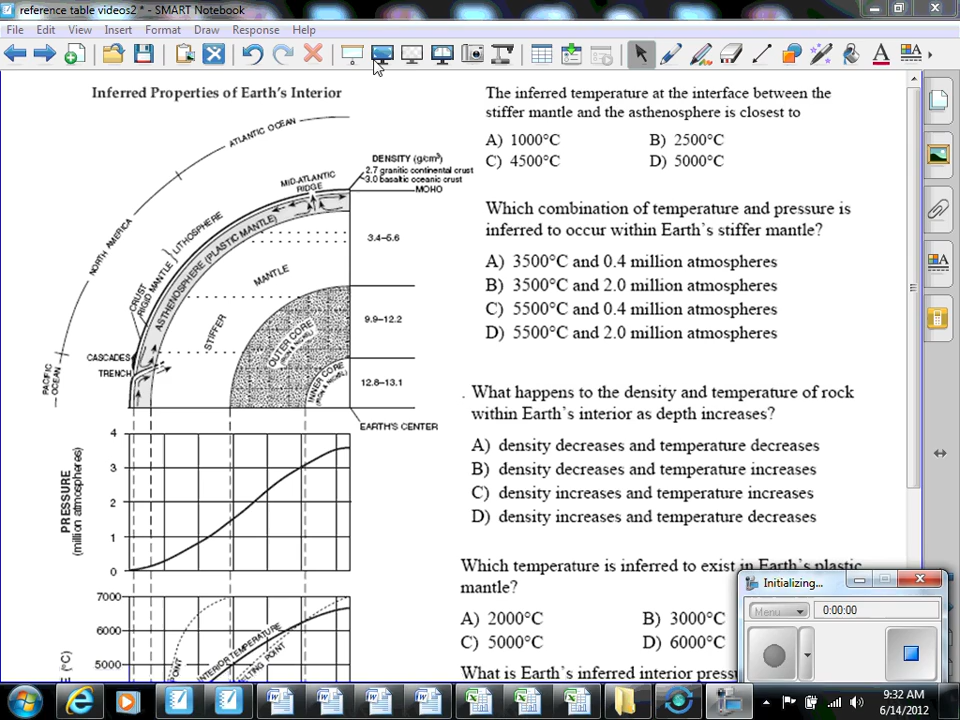 reference table videos2 * - SMART Notebook
File Edit View Insert Format Draw Response Help
Inferred Properties of Earth's Interior
ATLANTIC OCEAN
DENSITY (g/cm³)
2.7 granitic continental crust
3.0 basaltic oceanic crust
MOHO
MID-ATLANTIC
RIDGE
NORTH AMERICA
LITHOSPHERE
CRUST
RIGID MANTLE
ASTHENOSPHERE (PLASTIC MANTLE)
3.4–5.6
MANTLE
STIFFER
9.9–12.2
OUTER CORE
(IRON & NICKEL)
INNER CORE
(IRON & NICKEL)
12.8–13.1
CASCADES
TRENCH
PACIFIC
OCEAN
EARTH'S CENTER
PRESSURE
(million atmospheres)
4
3
2
1
0
7000
6000
5000
(°C)
INTERIOR TEMPERATURE
MELTING POINT
POINT
The inferred temperature at the interface between the
stiffer mantle and the asthenosphere is closest to
A) 1000°C B) 2500°C
C) 4500°C D) 5000°C
Which combination of temperature and pressure is
inferred to occur within Earth's stiffer mantle?
A) 3500°C and 0.4 million atmospheres
B) 3500°C and 2.0 million atmospheres
C) 5500°C and 0.4 million atmospheres
D) 5500°C and 2.0 million atmospheres
. What happens to the density and temperature of rock
within Earth's interior as depth increases?
A) density decreases and temperature decreases
B) density decreases and temperature increases
C) density increases and temperature increases
D) density increases and temperature decreases
Which temperature is inferred to exist in Earth's plastic
mantle?
A) 2000°C B) 3000°C
C) 5000°C D) 6000°C
What is Earth's inferred interior
Initializing...
Menu 0:00:00
9:32 AM
6/14/2012